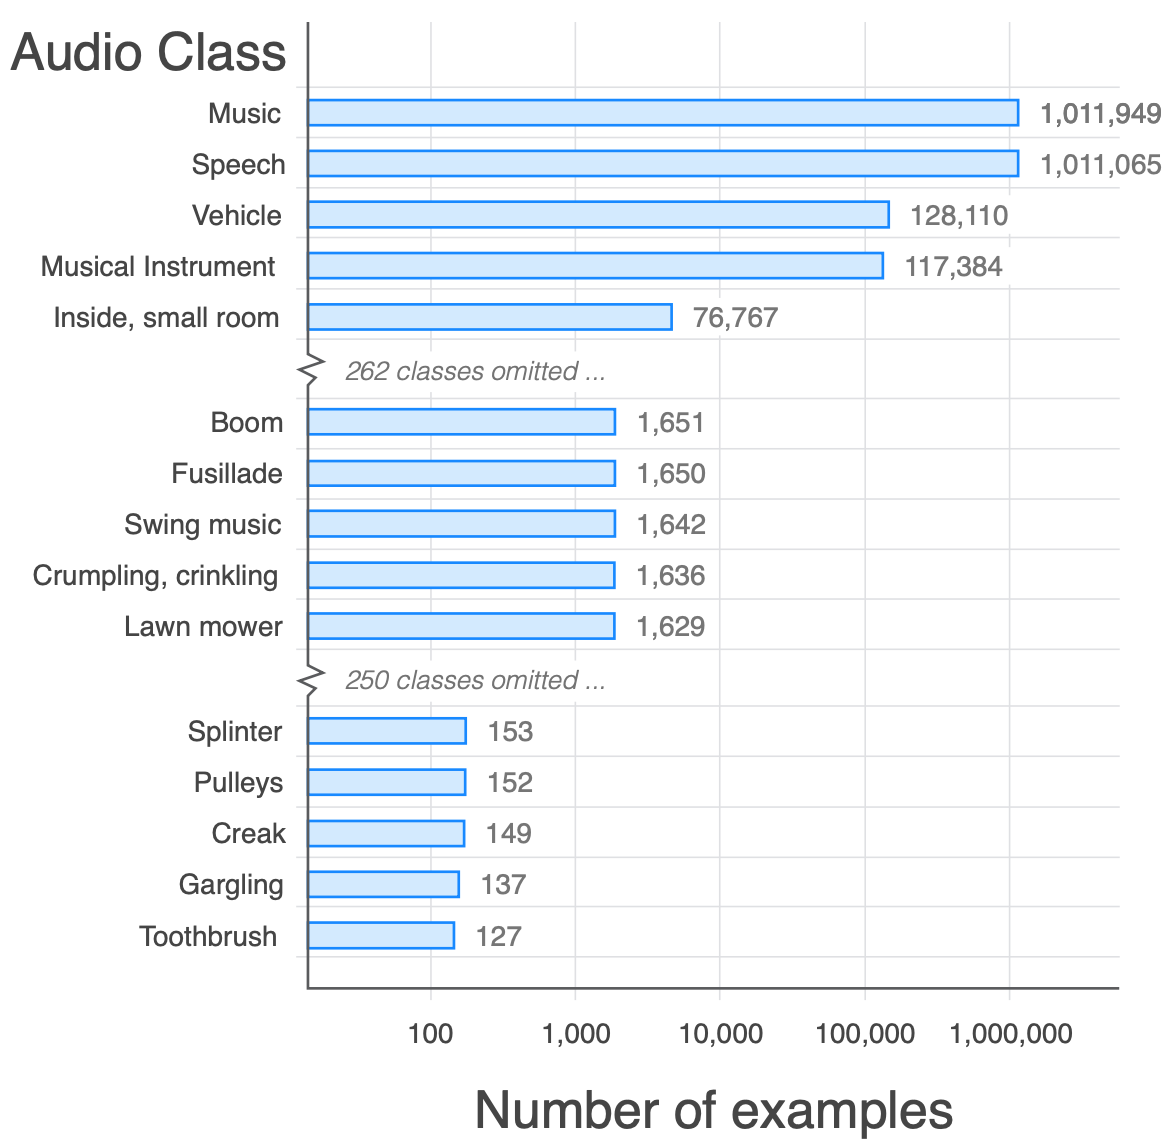 Audio Class
Music 1,011,949
Speech 1,011,065
Vehicle 128,110
Musical Instrument 117,384
Inside, small room 76,767
262 classes omitted ...
Boom 1,651
Fusillade 1,650
Swing music 1,642
Crumpling, crinkling 1,636
Lawn mower 1,629
250 classes omitted ...
Splinter 153
Pulleys 152
Creak 149
Gargling 137
Toothbrush 127
100 1,000 10,000 100,000 1,000,000
Number of examples